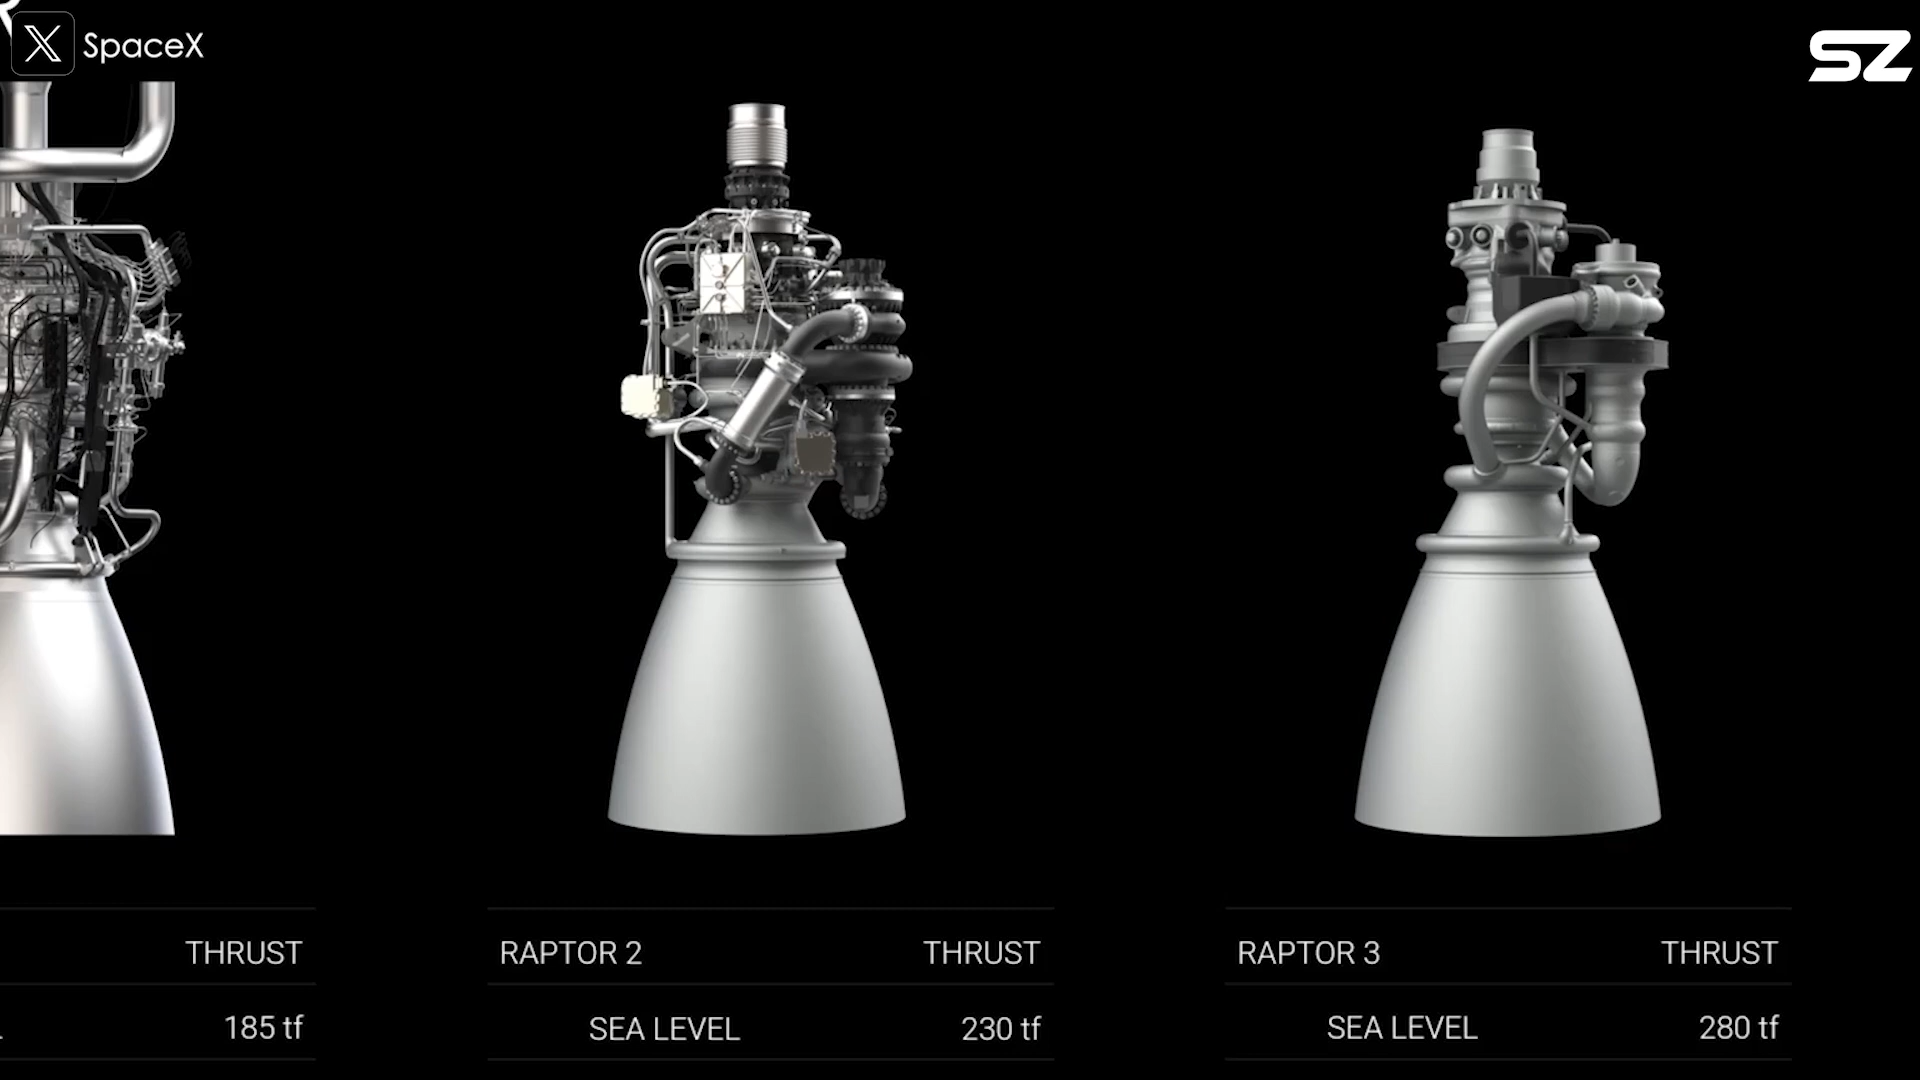 SpaceX
SZ
THRUST
185 tf
RAPTOR 2 THRUST
SEA LEVEL 230 tf
RAPTOR 3 THRUST
SEA LEVEL 280 tf